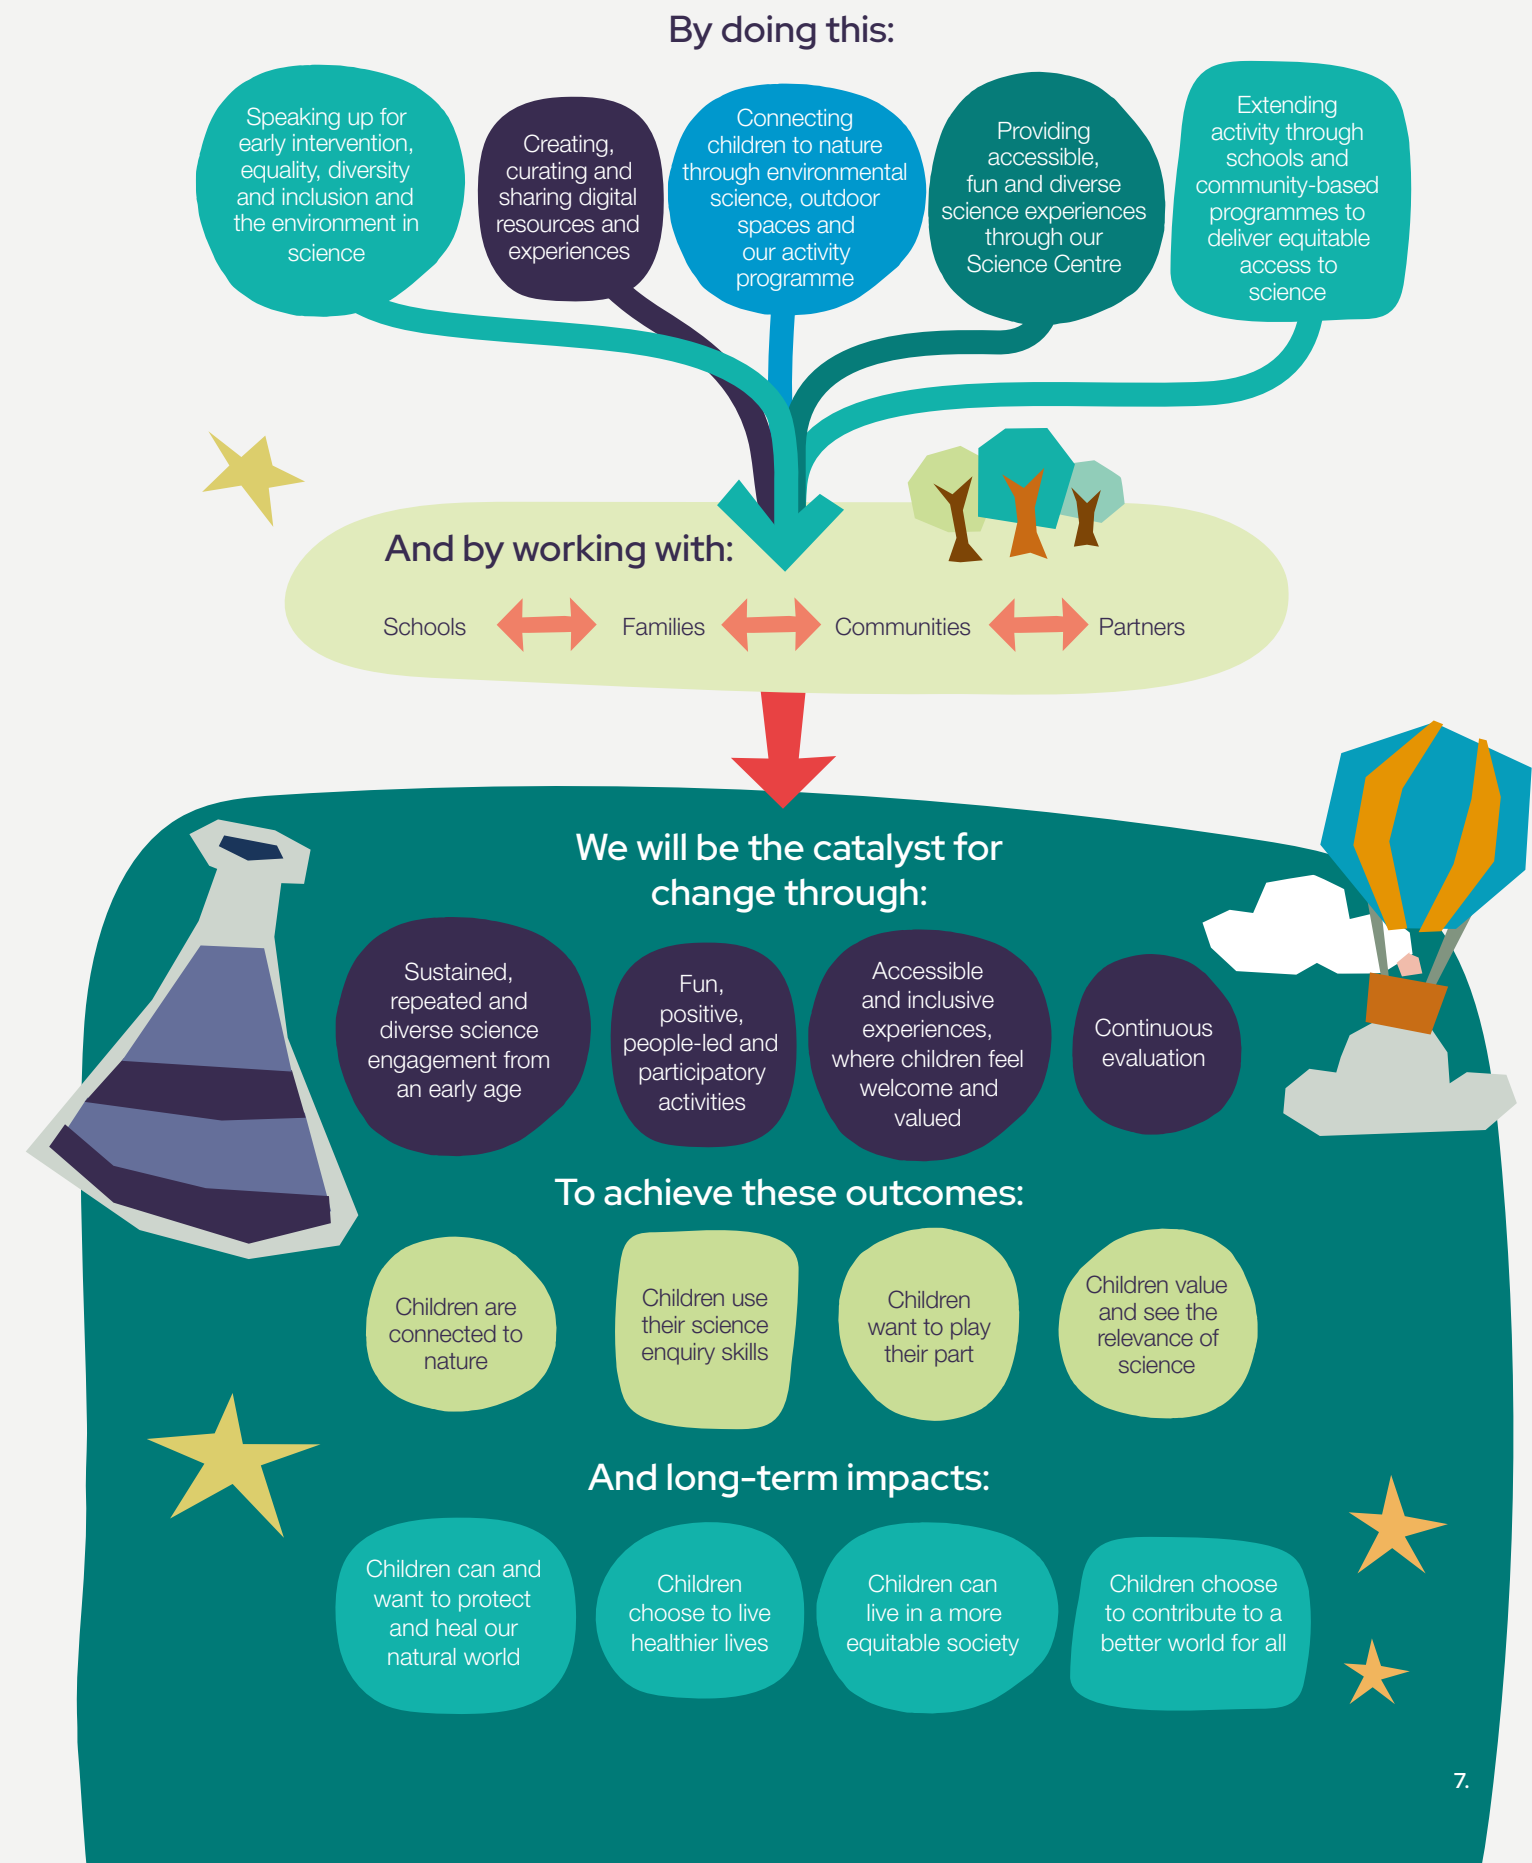 By doing this:
Speaking up for
early intervention,
equality, diversity
and inclusion and
the environment in
science
Creating,
curating and
sharing digital
resources and
experiences
Connecting
children to nature
through environmental
science, outdoor
spaces and
our activity
programme
Providing
accessible,
fun and diverse
science experiences
through our
Science Centre
Extending
activity through
schools and
community-based
programmes to
deliver equitable
access to
science
And by working with:
Schools
Families
Communities
Partners
We will be the catalyst for
change through:
Sustained,
repeated and
diverse science
engagement from
an early age
Fun,
positive,
people-led and
participatory
activities
Accessible
and inclusive
experiences,
where children feel
welcome and
valued
Continuous
evaluation
To achieve these outcomes:
Children are
connected to
nature
Children use
their science
enquiry skills
Children
want to play
their part
Children value
and see the
relevance of
science
And long-term impacts:
Children can and
want to protect
and heal our
natural world
Children
choose to live
healthier lives
Children can
live in a more
equitable society
Children choose
to contribute to a
better world for all
7.